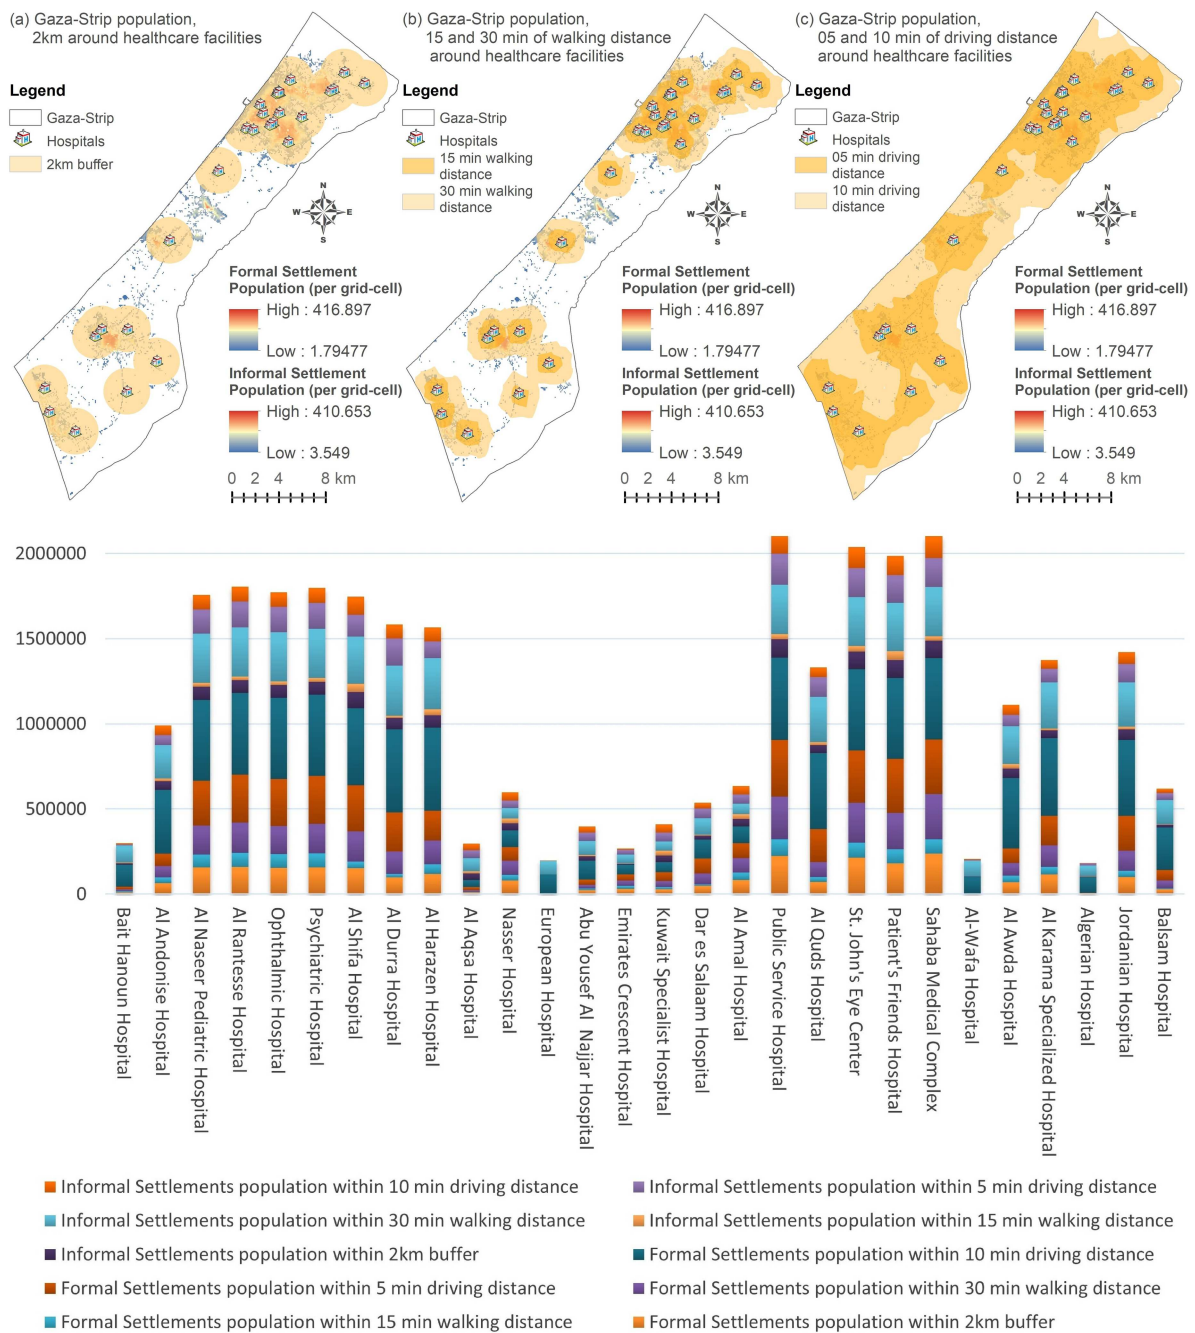 (a) Gaza-Strip population,
2km around healthcare facilities
Legend
Gaza-Strip
Hospitals
2km buffer
N
W E
S
Formal Settlement
Population (per grid-cell)
High : 416.897
Low : 1.79477
Informal Settlement
Population (per grid-cell)
High : 410.653
Low : 3.549
0 2 4 8 km
(b) Gaza-Strip population,
15 and 30 min of walking distance
around healthcare facilities
Legend
Gaza-Strip
Hospitals
15 min walking
distance
30 min walking
distance
N
W E
S
Formal Settlement
Population (per grid-cell)
High : 416.897
Low : 1.79477
Informal Settlement
Population (per grid-cell)
High : 410.653
Low : 3.549
0 2 4 8 km
(c) Gaza-Strip population,
05 and 10 min of driving distance
around healthcare facilities
Legend
Gaza-Strip
Hospitals
05 min driving
distance
10 min driving
distance
N
W E
S
Formal Settlement
Population (per grid-cell)
High : 416.897
Low : 1.79477
Informal Settlement
Population (per grid-cell)
High : 410.653
Low : 3.549
0 2 4 8 km
2000000
1500000
1000000
500000
0
Bait Hanoun Hospital
Al Andonise Hospital
Al Naseer Pediatric Hospital
Al Rantesse Hospital
Ophthalmic Hospital
Psychiatric Hospital
Al Shifa Hospital
Al Durra Hospital
Al Harazen Hospital
Al Aqsa Hospital
Naser Hospital
European Hospital
Abu Yousef Al Najjar Hospital
Emirates Crescent Hospital
Kuwait Specialist Hospital
Dar es Salaam Hospital
Al Amal Hospital
Public Service Hospital
Al Quds Hospital
St. John's Eye Center
Patient's Friends Hospital
Sahaba Medical Complex
Al-Wafa Hospital
Al Awda Hospital
Al Karama Specialized Hospital
Algerian Hospital
Jordanian Hospital
Balsam Hospital
Informal Settlements population within 10 min driving distance
Informal Settlements population within 5 min driving distance
Informal Settlements population within 30 min walking distance
Informal Settlements population within 15 min walking distance
Informal Settlements population within 2km buffer
Formal Settlements population within 10 min driving distance
Formal Settlements population within 5 min driving distance
Formal Settlements population within 30 min walking distance
Formal Settlements population within 15 min walking distance
Formal Settlements population within 2km buffer